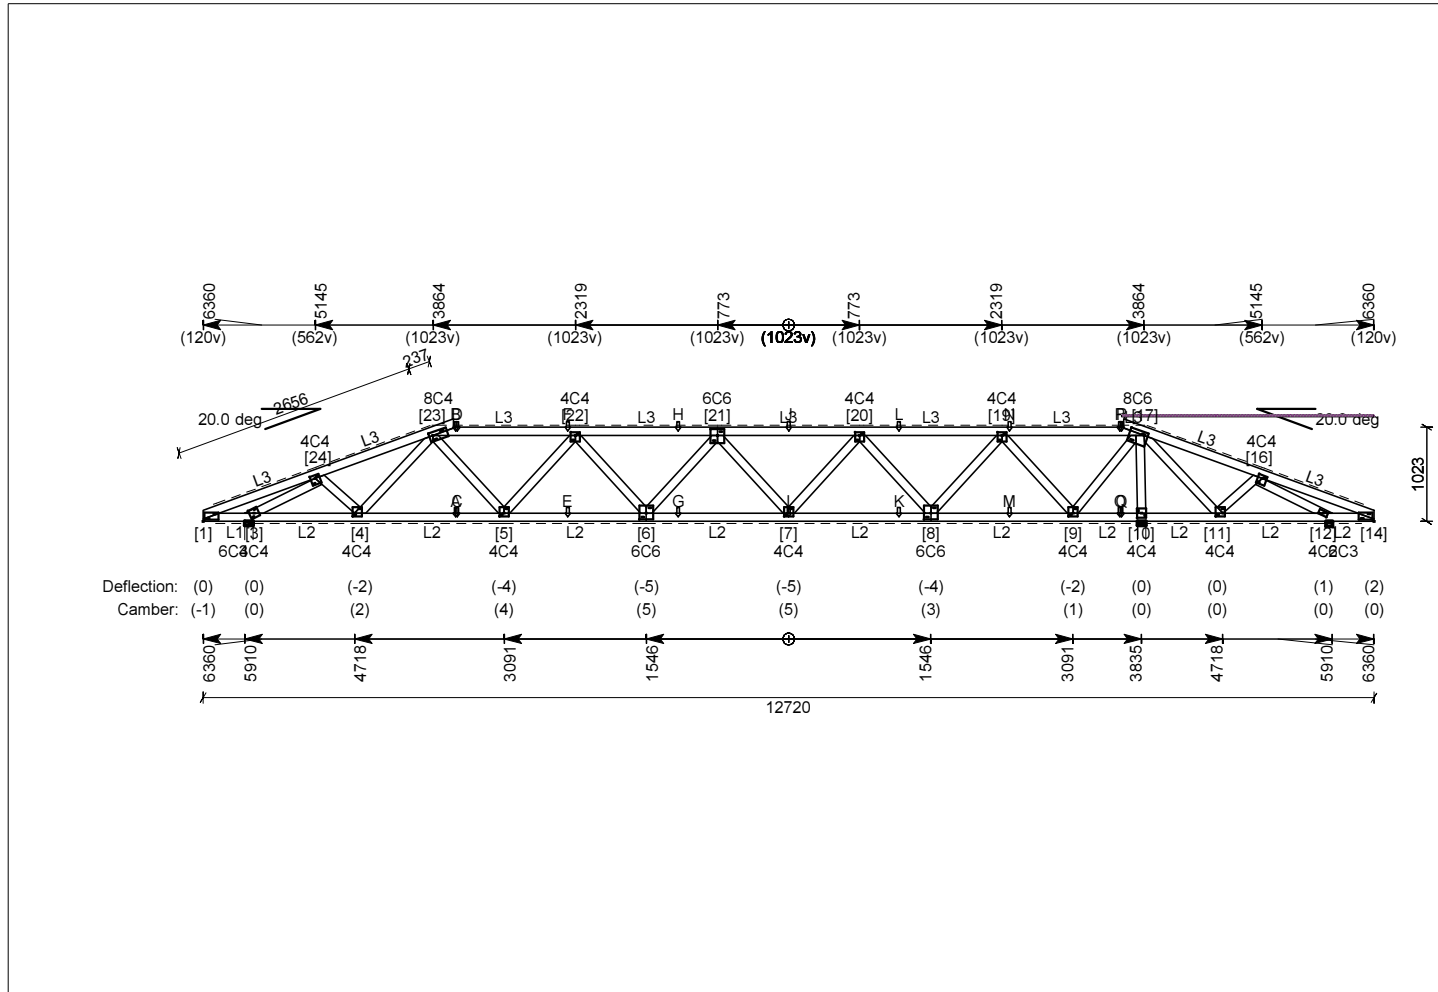 6360 5145 3864 2319 773 773 2319 3864 5145 6360
(120v) (562v) (1023v) (1023v) (1023v) (1023v) (1023v) (1023v) (1023v) (562v) (120v)
237
2656
20.0 deg
20.0 deg
8C4 4C4 6C6 4C4 4C4 8C6
[23] B L3 [22] L3 H [21] L3 J [20] L L3 [19] N L3 [17]
4C4
[24]
L3
L3
4C4
[16]
L3
L3
1023
A C E G I K M O
[1] L1 [3] L2 [4] L2 [5] L2 [6] L2 [7] L2 [8] L2 [9] L2 [10] L2 [11] L2 [12] L2 [14]
4C4 4C4 4C4 6C6 4C4 6C6 4C4 4C4 4C4
Deflection: (0) (0) (-2) (-4) (-5) (-5) (-4) (-2) (0) (0) (1) (2)
Camber: (-1) (0) (2) (4) (5) (5) (3) (1) (0) (0) (0) (0)
6360 5910 4718 3091 1546 1546 3091 3835 4718 5910 6360
12720